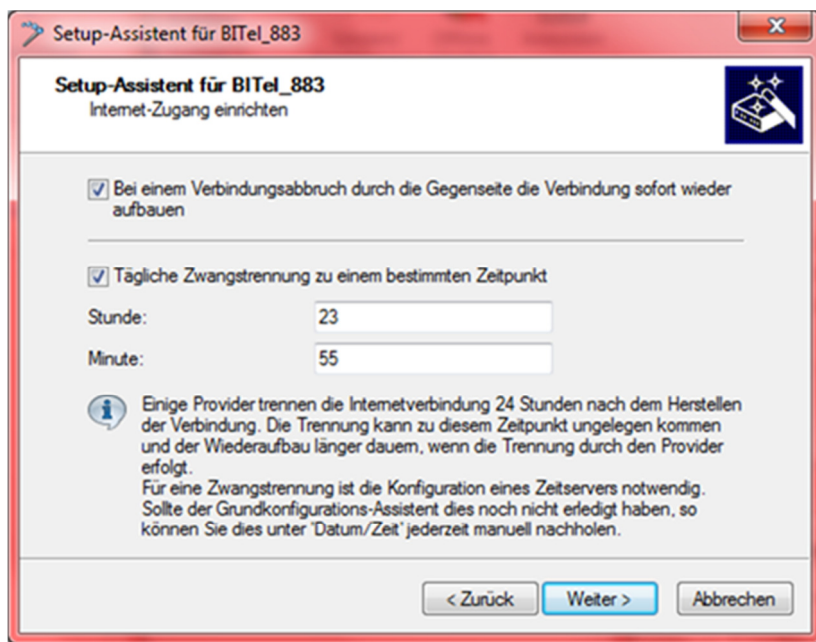 Setup-Assistent für BITel_883
Setup-Assistent für BITel_883
Internet-Zugang einrichten
Bei einem Verbindungsabbruch durch die Gegenseite die Verbindung sofort wieder
aufbauen
Tägliche Zwangstrennung zu einem bestimmten Zeitpunkt
Stunde: 23
Minute: 55
Einige Provider trennen die Internetverbindung 24 Stunden nach dem Herstellen
der Verbindung. Die Trennung kann zu diesem Zeitpunkt ungelegen kommen
und der Wiederaufbau länger dauern, wenn die Trennung durch den Provider
erfolgt.
Für eine Zwangstrennung ist die Konfiguration eines Zeitservers notwendig.
Sollte der Grundkonfigurations-Assistent dies noch nicht erledigt haben, so
können Sie dies unter 'Datum/Zeit' jederzeit manuell nachholen.
< Zurück Weiter > Abbrechen